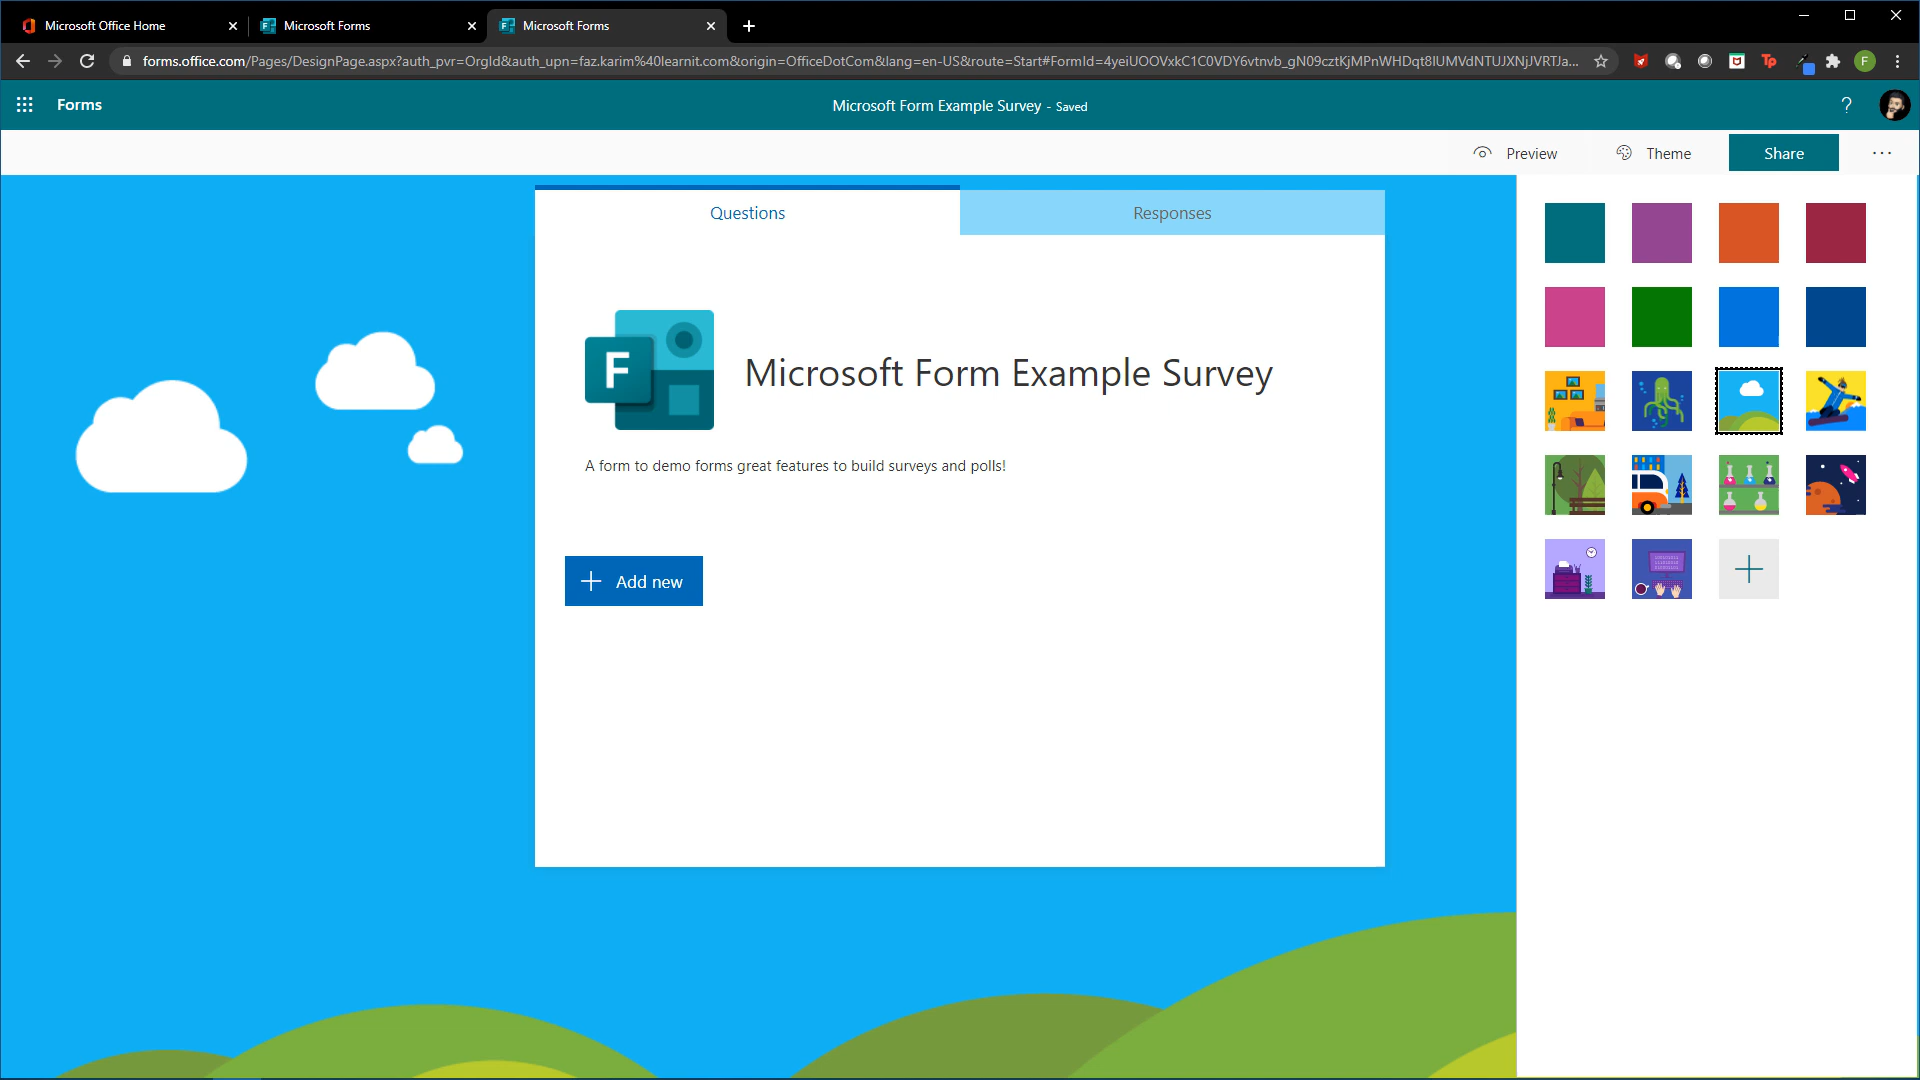 Microsoft Office Home
Microsoft Forms
Microsoft Forms
forms.office.com/Pages/DesignPage.aspx?auth_pvr=OrgId&auth_upn=faz.karim%40learnit.com&origin=OfficeDotCom&lang=en-US&route=Start#FormId=4yeiUOOVxkC1C0VDY6vtnvb_gN09cztKjMPnWHDqt8lUMVdNTUJXNjJVRTJa...
Tp
F
Forms
Microsoft Form Example Survey - Saved
?
Preview
Theme
Share
Questions
Responses
F
Microsoft Form Example Survey
A form to demo forms great features to build surveys and polls!
Add new